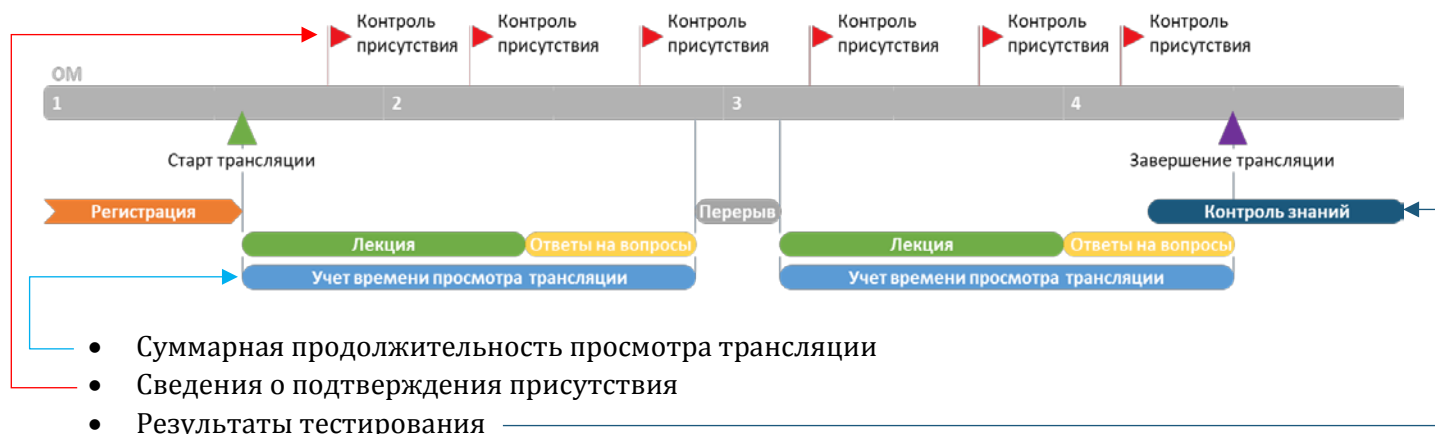 Контроль присутствия
Контроль присутствия
Контроль присутствия
Контроль присутствия
Контроль присутствия
Контроль присутствия
ОМ
1 2 3 4
Старт трансляции
Завершение трансляции
Регистрация
Перерыв
Контроль знаний
Лекция
Ответы на вопросы
Лекция
Ответы на вопросы
Учет времени просмотра трансляции
Учет времени просмотра трансляции
• Суммарная продолжительность просмотра трансляции
• Сведения о подтверждения присутствия
• Результаты тестирования